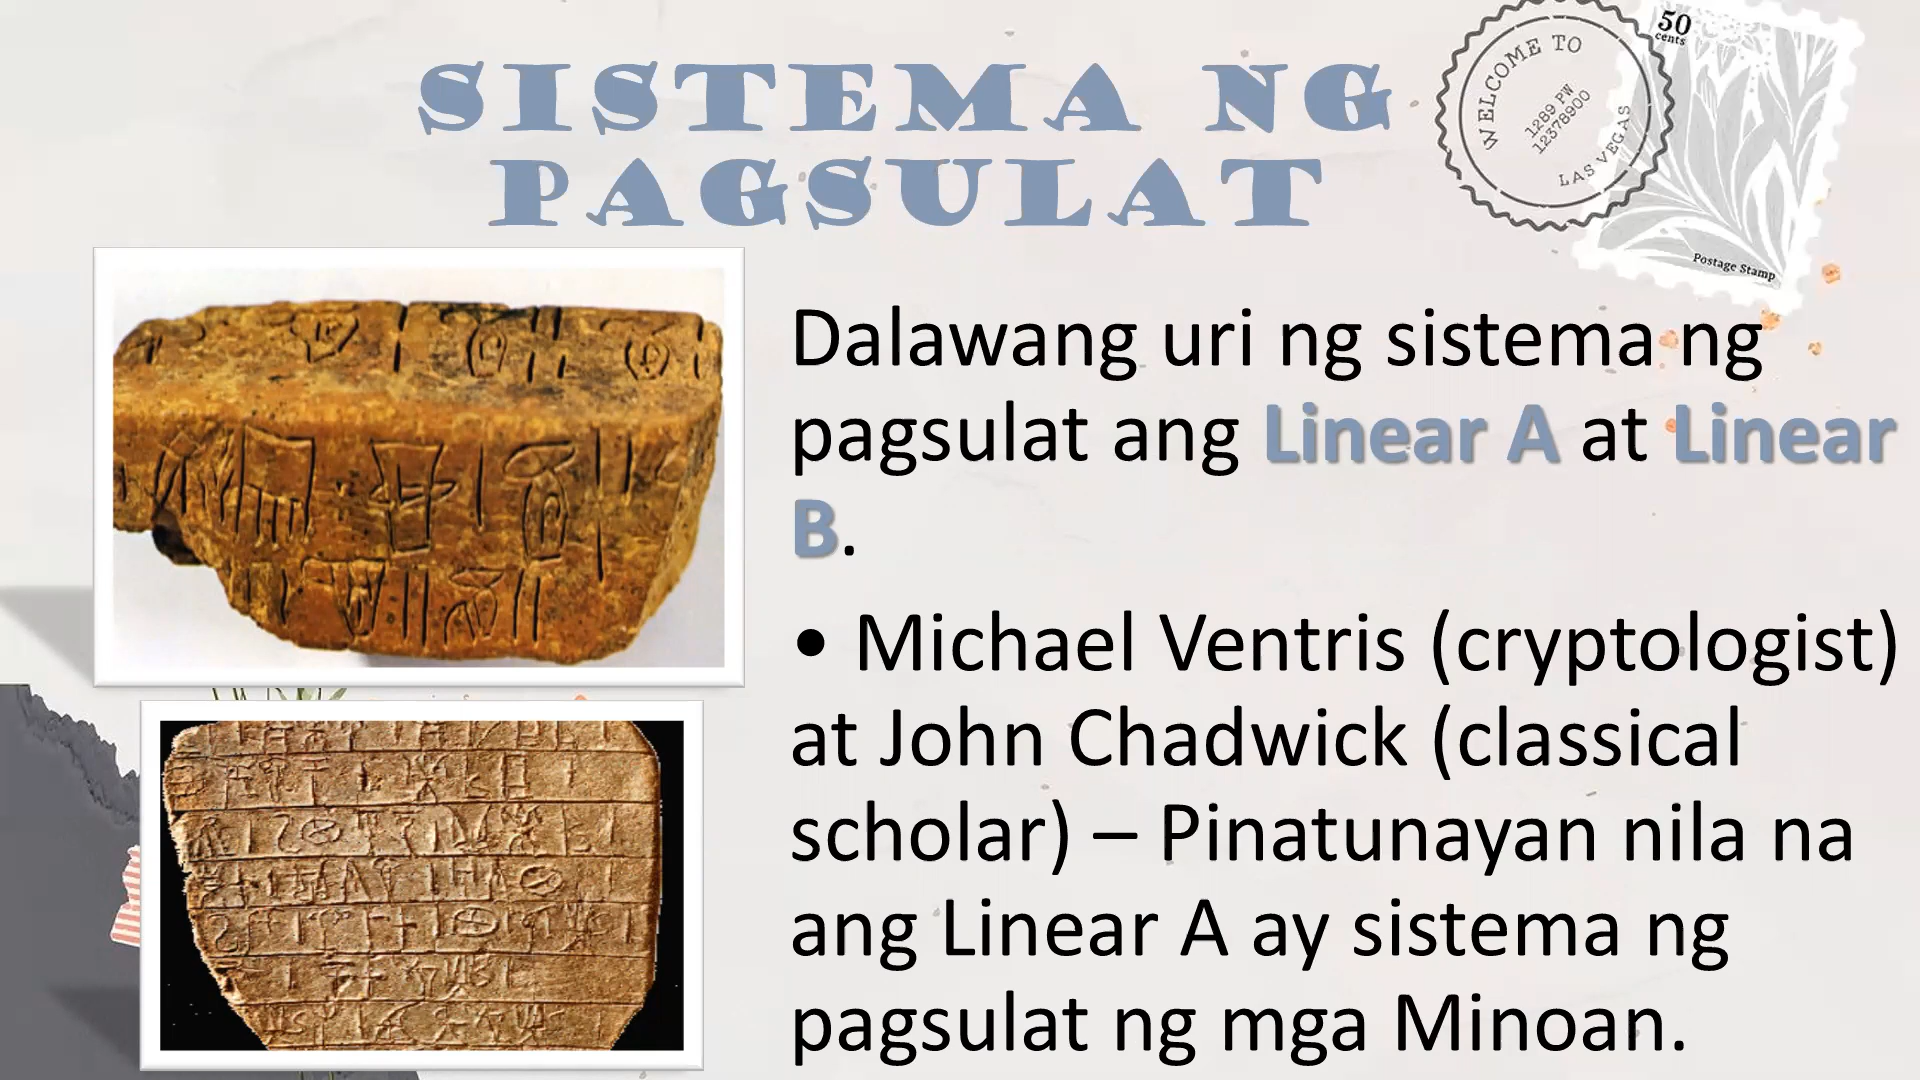 SISTEMA NG
PAGSULAT
WELCOME TO
1289 PW
12378900
LAS VEGAS
50
cents
Postage Stamp
Dalawang uri ng sistema ng
pagsulat ang Linear A at Linear
B.
• Michael Ventris (cryptologist)
at John Chadwick (classical
scholar) – Pinatunayan nila na
ang Linear A ay sistema ng
pagsulat ng mga Minoan.